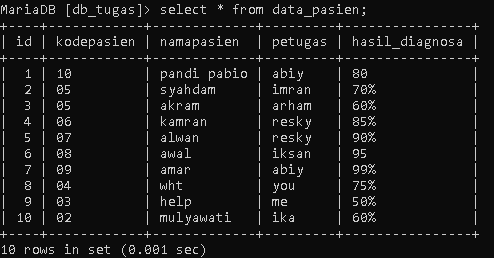 MariaDB [db_tugas]> select * from data_pasien;
+----+------------+-------------+---------+----------------+
| id | kodepasien | namapasien  | petugas | hasil_diagnosa |
+----+------------+-------------+---------+----------------+
|  1 | 10         | pandi pabio | abiy    | 80             |
|  2 | 05         | syahdam     | imran   | 70%            |
|  3 | 05         | akram       | arham   | 60%            |
|  4 | 06         | kamran      | resky   | 85%            |
|  5 | 07         | alwan       | resky   | 90%            |
|  6 | 08         | awal        | iksan   | 95             |
|  7 | 09         | amar        | abiy    | 99%            |
|  8 | 04         | wht         | you     | 75%            |
|  9 | 03         | help        | me      | 50%            |
| 10 | 02         | mulyawati   | ika     | 60%            |
+----+------------+-------------+---------+----------------+
10 rows in set (0.001 sec)